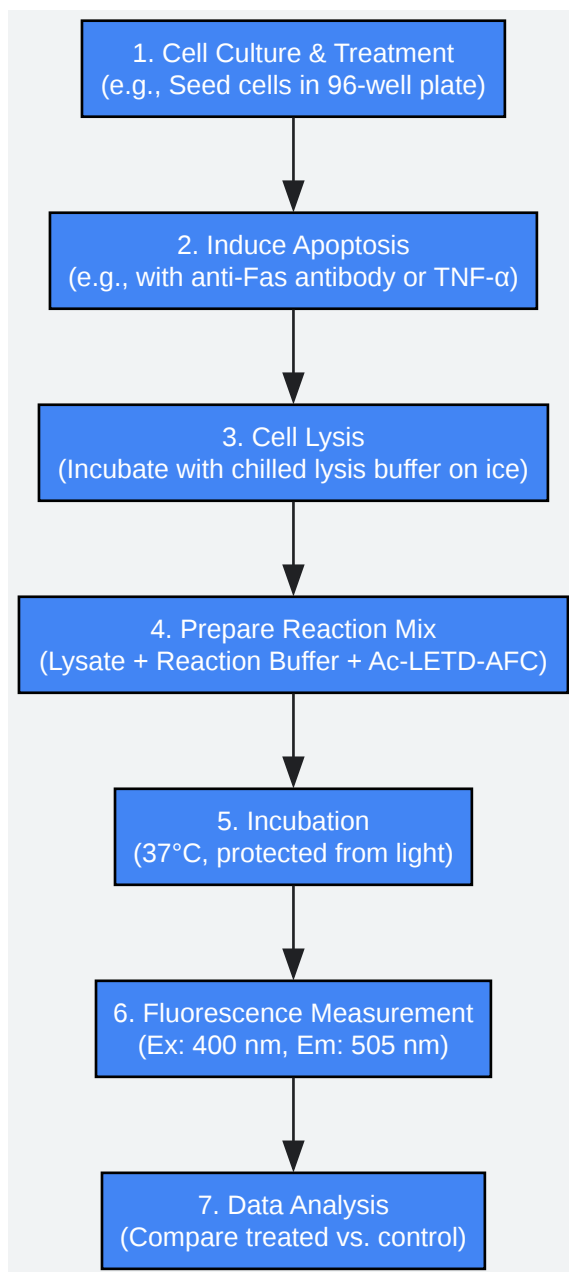 1. Cell Culture & Treatment
(e.g., Seed cells in 96-well plate)
2. Induce Apoptosis
(e.g., with anti-Fas antibody or TNF-α)
3. Cell Lysis
(Incubate with chilled lysis buffer on ice)
4. Prepare Reaction Mix
(Lysate + Reaction Buffer + Ac-LETD-AFC)
5. Incubation
(37°C, protected from light)
6. Fluorescence Measurement
(Ex: 400 nm, Em: 505 nm)
7. Data Analysis
(Compare treated vs. control)